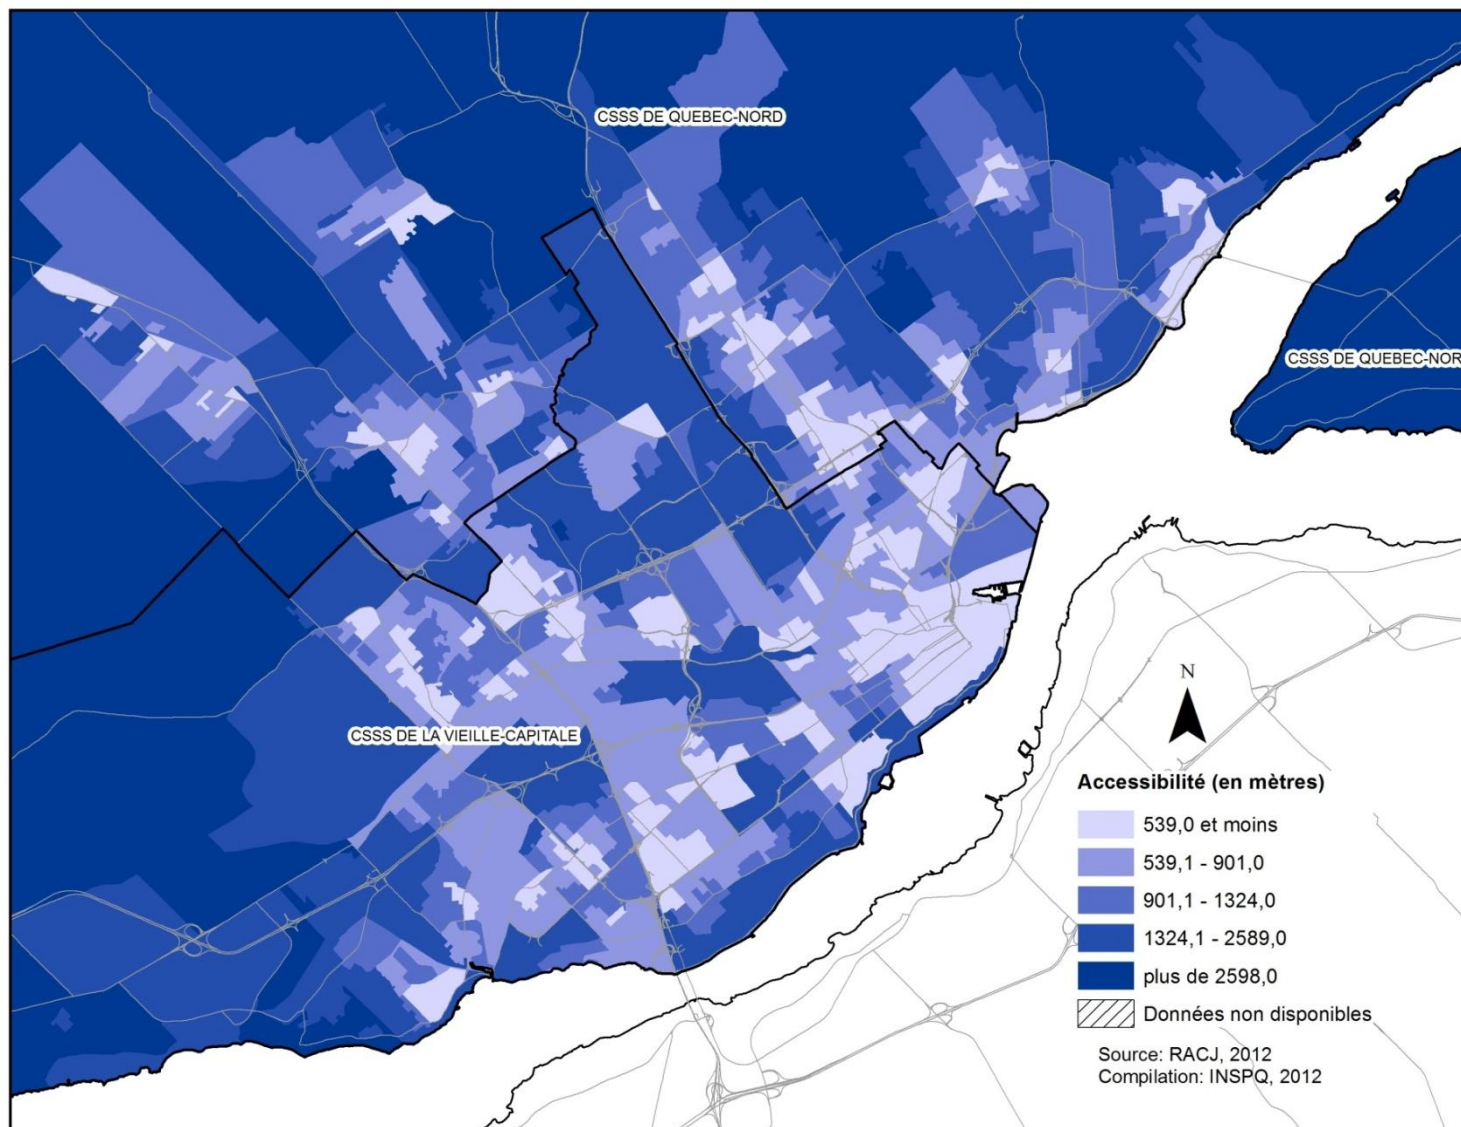 CSSS DE QUEBEC-NORD
CSSS DE QUEBEC-NOR
CSSS DE LA VIEILLE-CAPITALE
N
Accessibilité (en mètres)
539,0 et moins
539,1 - 901,0
901,1 - 1324,0
1324,1 - 2589,0
plus de 2598,0
Données non disponibles
Source: RACJ, 2012
Compilation: INSPQ, 2012